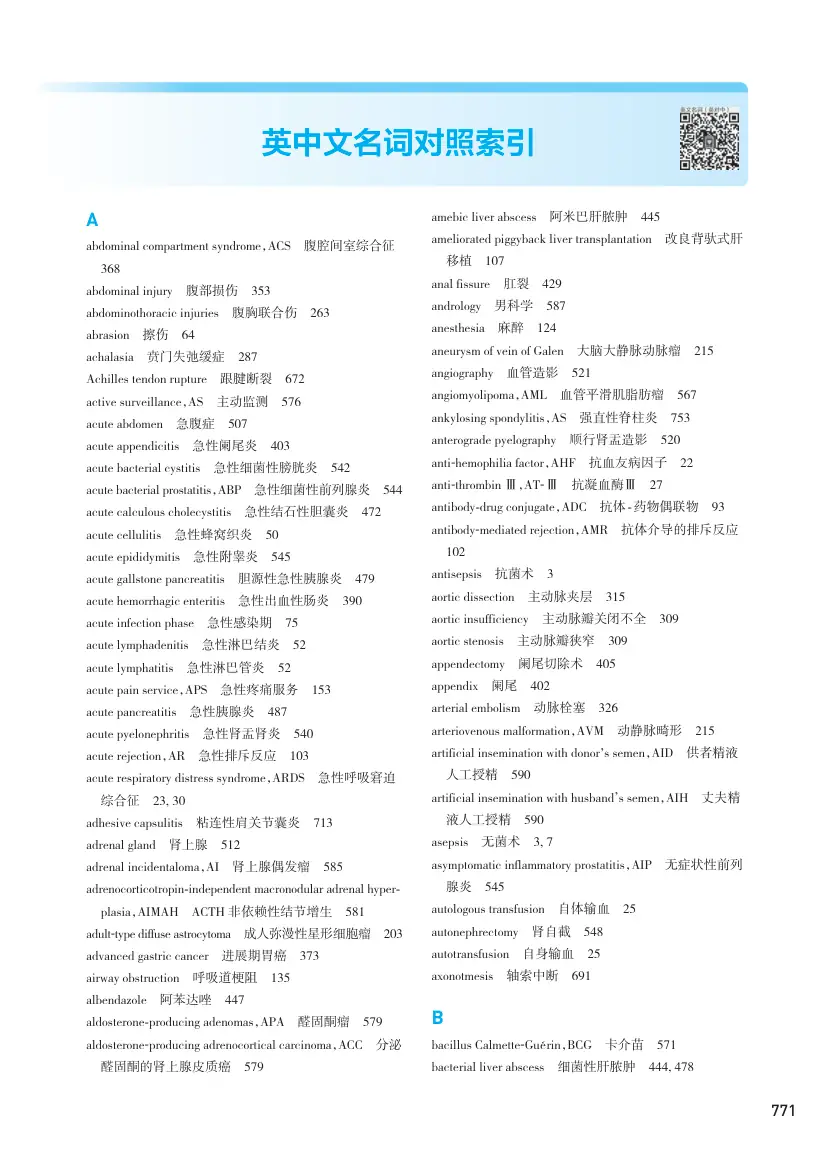 英中文名词对照索引
A
abdominal compartment syndrome,ACS 腹腔间室综合征
368
abdominal injury 腹部损伤 353
abdominothoracic injuries 腹胸联合伤 263
abrasion 擦伤 64
achalasia 贲门失弛缓症 287
Achilles tendon rupture 跟腱断裂 672
active surveillance,AS 主动监测 576
acute abdomen 急腹症 507
acute appendicitis 急性阑尾炎 403
acute bacterial cystitis 急性细菌性膀胱炎 542
acute bacterial prostatitis,ABP 急性细菌性前列腺炎 544
acute calculous cholecystitis 急性结石性胆囊炎 472
acute cellulitis 急性蜂窝织炎 50
acute epididymitis 急性附睾炎 545
acute gallstone pancreatitis 胆源性急性胰腺炎 479
acute hemorrhagic enteritis 急性出血性肠炎 390
acute infection phase 急性感染期 75
acute lymphadenitis 急性淋巴结炎 52
acute lymphatitis 急性淋巴管炎 52
acute pain service,APS 急性疼痛服务 153
acute pancreatitis 急性胰腺炎 487
acute pyelonephritis 急性肾盂肾炎 540
acute rejection,AR 急性排斥反应 103
acute respiratory distress syndrome,ARDS 急性呼吸窘迫
综合征 23, 30
adhesive capsulitis 粘连性肩关节囊炎 713
adrenal gland 肾上腺 512
adrenal incidentaloma,AI 肾上腺偶发瘤 585
adrenocorticotropin-independent macronodular adrenal hyper-
plasia,AIMAH ACTH 非依赖性结节增生 581
adult-type diffuse astrocytoma 成人弥漫性星形细胞瘤 203
advanced gastric cancer 进展期胃癌 373
airway obstruction 呼吸道梗阻 135
albendazole 阿苯达唑 447
aldosterone-producing adenomas,APA 醛固酮瘤 579
aldosterone-producing adrenocortical carcinoma,ACC 分泌
醛固酮的肾上腺皮质癌 579
amebic liver abscess 阿米巴肝脓肿 445
ameliorated piggyback liver transplantation 改良背驮式肝
移植 107
anal fissure 肛裂 429
andrology 男科学 587
anesthesia 麻醉 124
aneurysm of vein of Galen 大脑大静脉动脉瘤 215
angiography 血管造影 521
angiomyolipoma,AML 血管平滑肌脂肪瘤 567
ankylosing spondylitis,AS 强直性脊柱炎 753
anterograde pyelography 顺行肾盂造影 520
anti-hemophilia factor,AHF 抗血友病因子 22
anti-thrombin Ⅲ,AT-Ⅲ 抗凝血酶Ⅲ 27
antibody-drug conjugate,ADC 抗体-药物偶联物 93
antibody-mediated rejection,AMR 抗体介导的排斥反应
102
antisepsis 抗菌术 3
aortic dissection 主动脉夹层 315
aortic insufficiency 主动脉瓣关闭不全 309
aortic stenosis 主动脉瓣狭窄 309
appendectomy 阑尾切除术 405
appendix 阑尾 402
arterial embolism 动脉栓塞 326
arteriovenous malformation,AVM 动静脉畸形 215
artificial insemination with donor's semen,AID 供者精液
人工授精 590
artificial insemination with husband's semen,AIH 丈夫精
液人工授精 590
asepsis 无菌术 3, 7
asymptomatic inflammatory prostatitis,AIP 无症状性前列
腺炎 545
autologous transfusion 自体输血 25
autonephrectomy 肾自截 548
autotransfusion 自身输血 25
axonotmesis 轴索中断 691
B
bacillus Calmette-Guérin,BCG 卡介苗 571
bacterial liver abscess 细菌性肝脓肿 444, 478
771